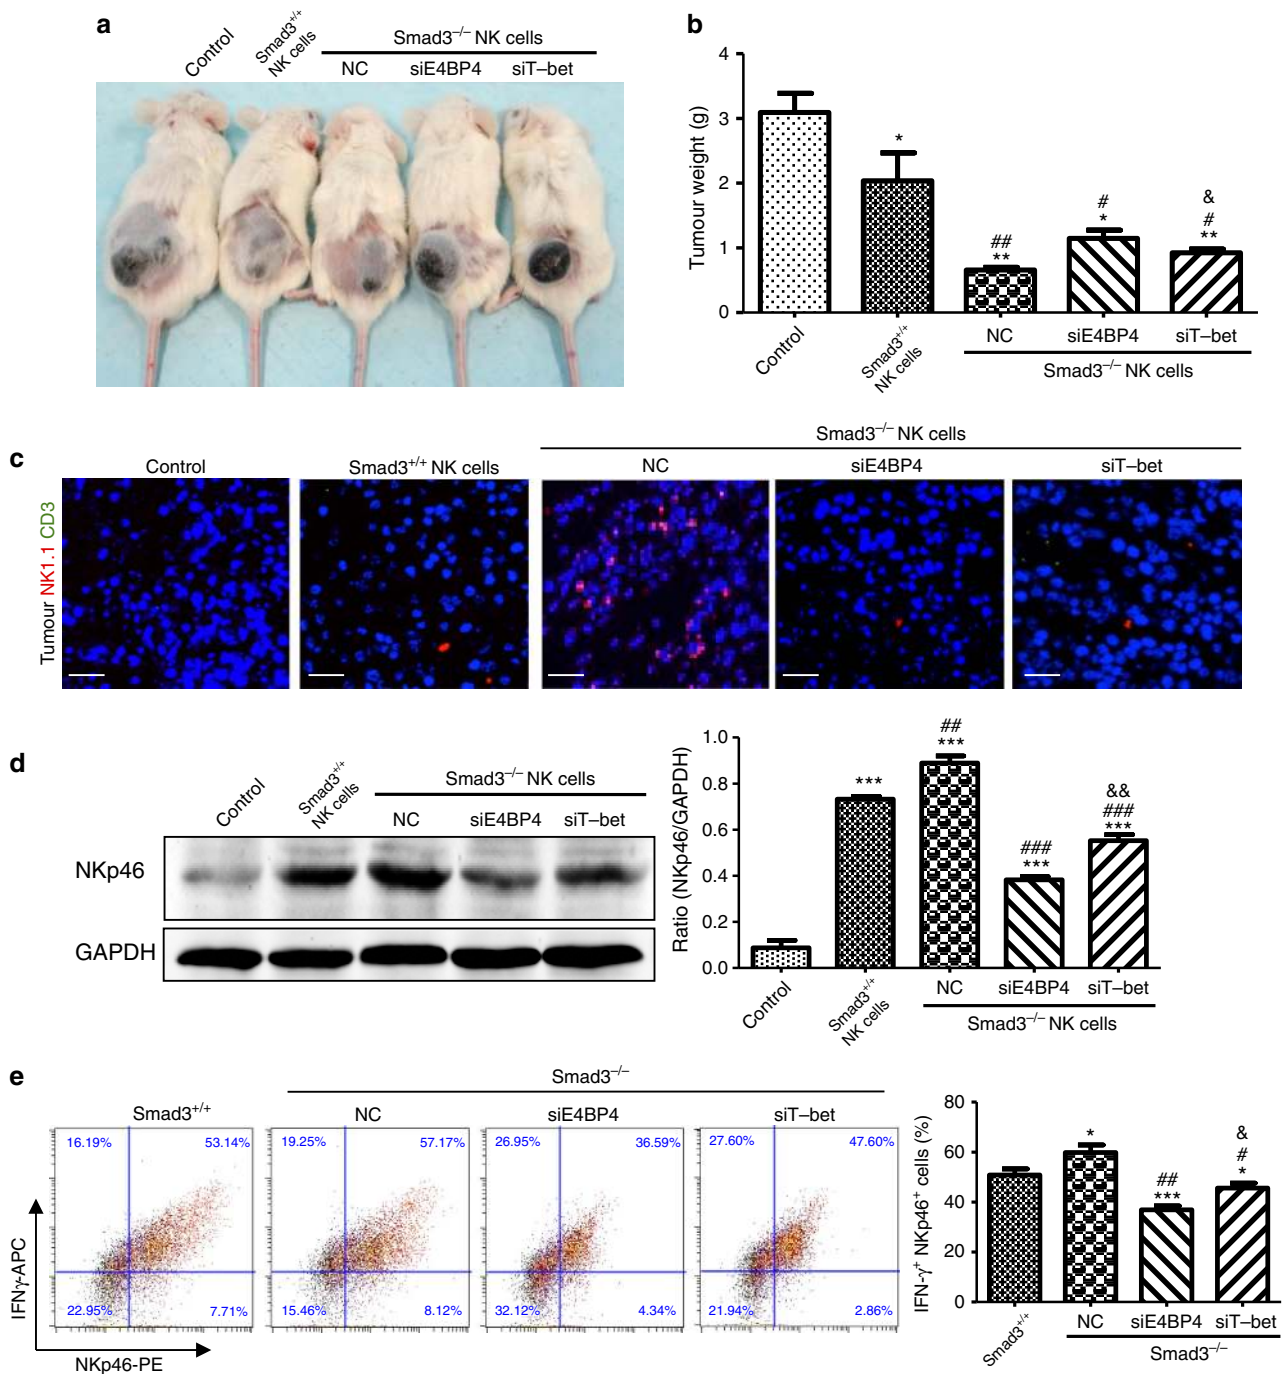 a
Control
Smad3+/+
NK cells
Smad3–/– NK cells
NC
siE4BP4
siT–bet
b
Tumour weight (g)
4
3
2
1
0
*
##
**
#
*
&
#
**
Control
Smad3+/+
NK cells
NC
siE4BP4
siT–bet
Smad3–/– NK cells
c
Tumour NK1.1 CD3
Control
Smad3+/+ NK cells
Smad3–/– NK cells
NC
siE4BP4
siT–bet
d
Control
Smad3+/+
NK cells
Smad3–/– NK cells
NC
siE4BP4
siT–bet
NKp46
GAPDH
Ratio (NKp46/GAPDH)
1.0
0.8
0.6
0.4
0.2
0.0
***
##
***
###
***
&&
###
***
Control
Smad3+/+
NK cells
NC
siE4BP4
siT–bet
Smad3–/– NK cells
e
Smad3+/+
Smad3–/–
NC
siE4BP4
siT–bet
16.19%
53.14%
22.95%
7.71%
19.25%
57.17%
15.46%
8.12%
26.95%
36.59%
32.12%
4.34%
27.60%
47.60%
21.94%
2.86%
IFNγ-APC
NKp46-PE
IFN-γ+ NKp46+ cells (%)
80
60
40
20
0
*
##
***
&
#
*
Smad3+/+
NC
siE4BP4
siT–bet
Smad3–/–